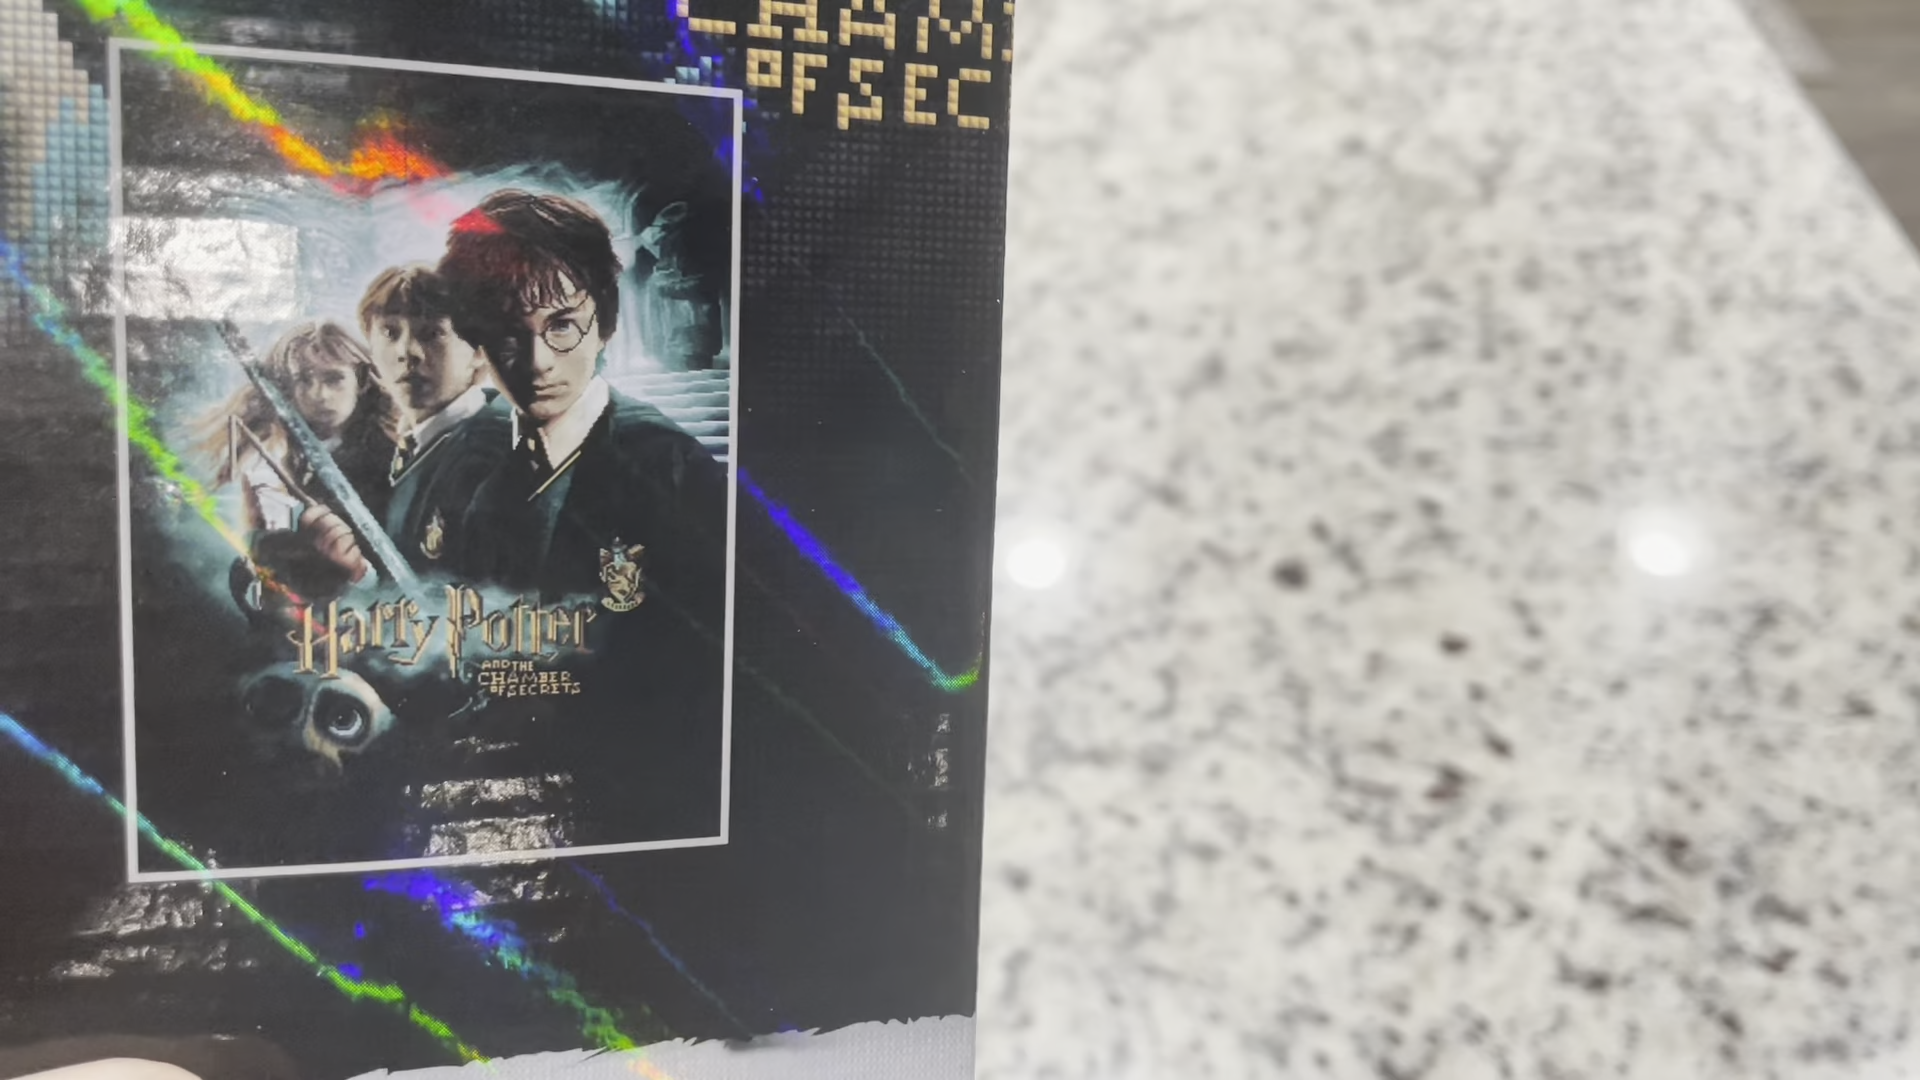 CHAM
OF SEC
Harry Potter
AND THE
CHAMBER
OF SECRETS